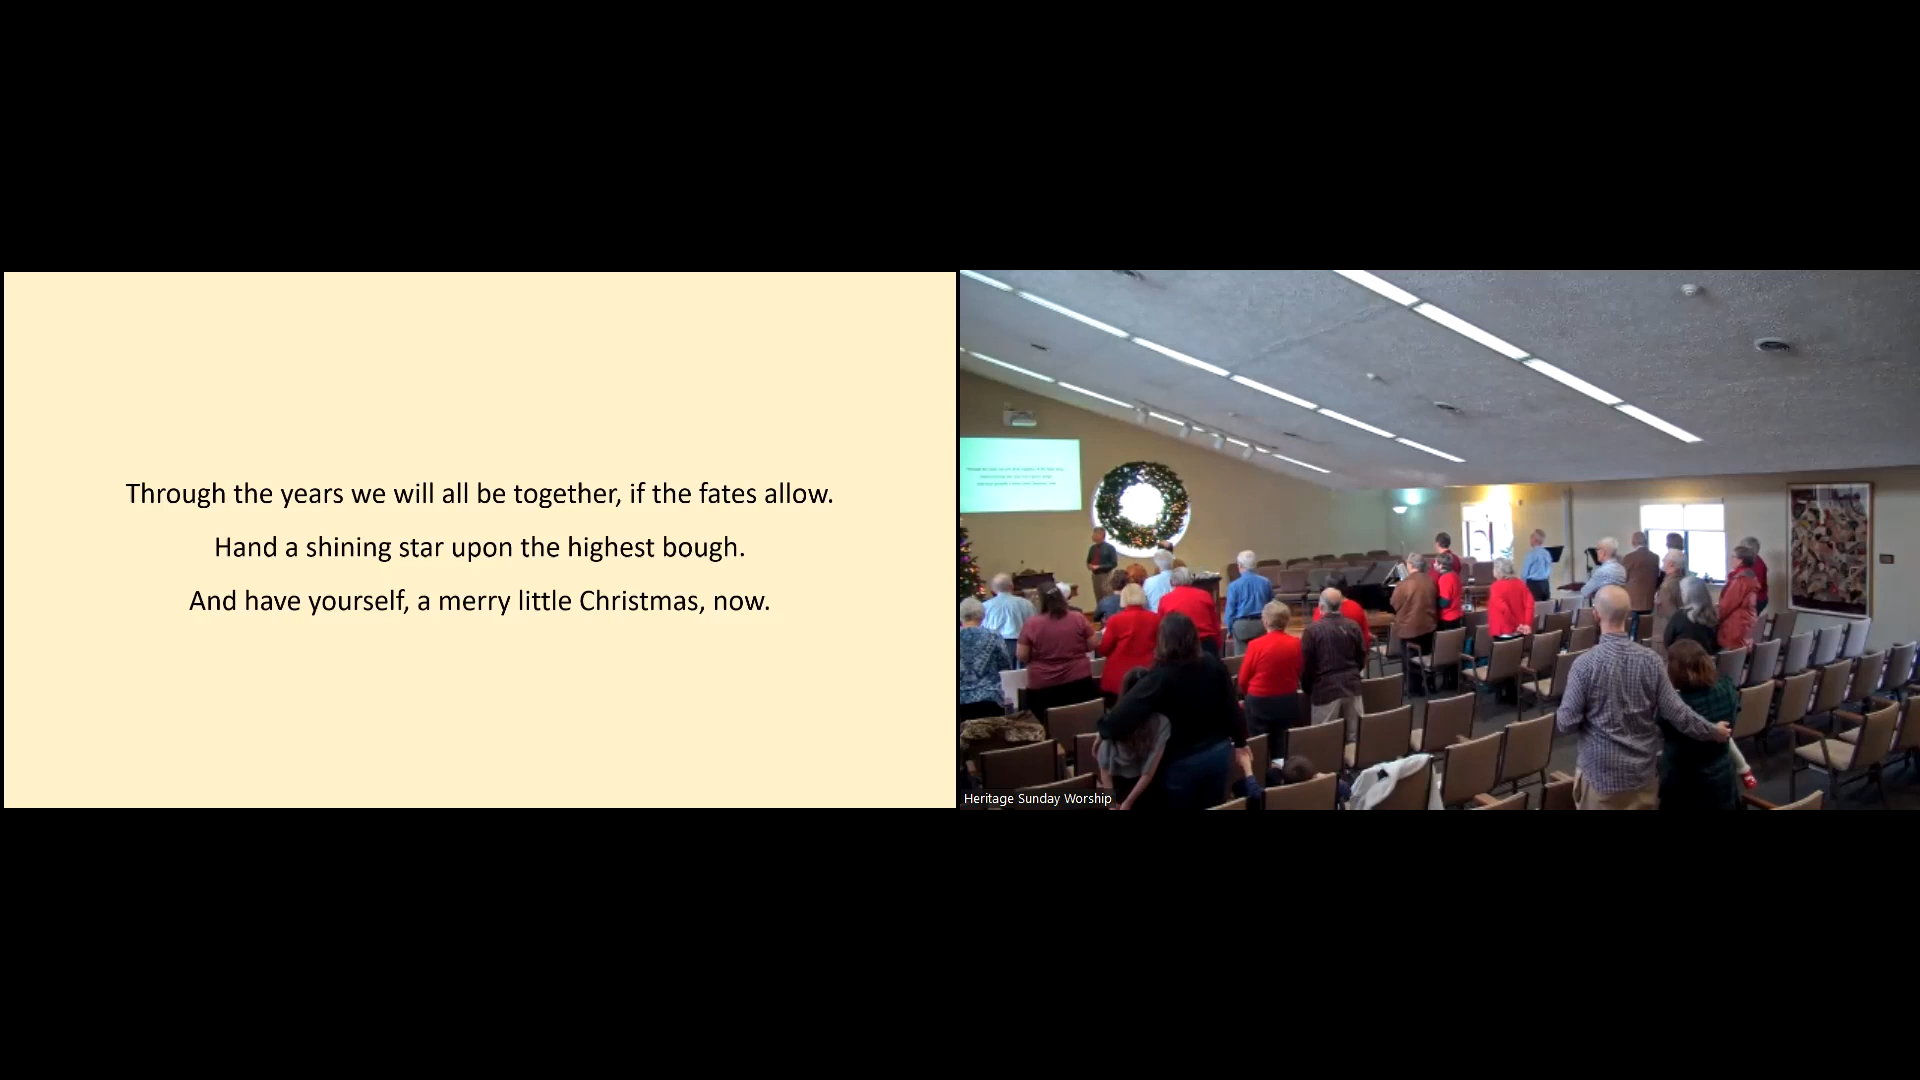 Through the years we will all be together, if the fates allow.
Hand a shining star upon the highest bough.
And have yourself, a merry little Christmas, now.
Heritage Sunday Worship